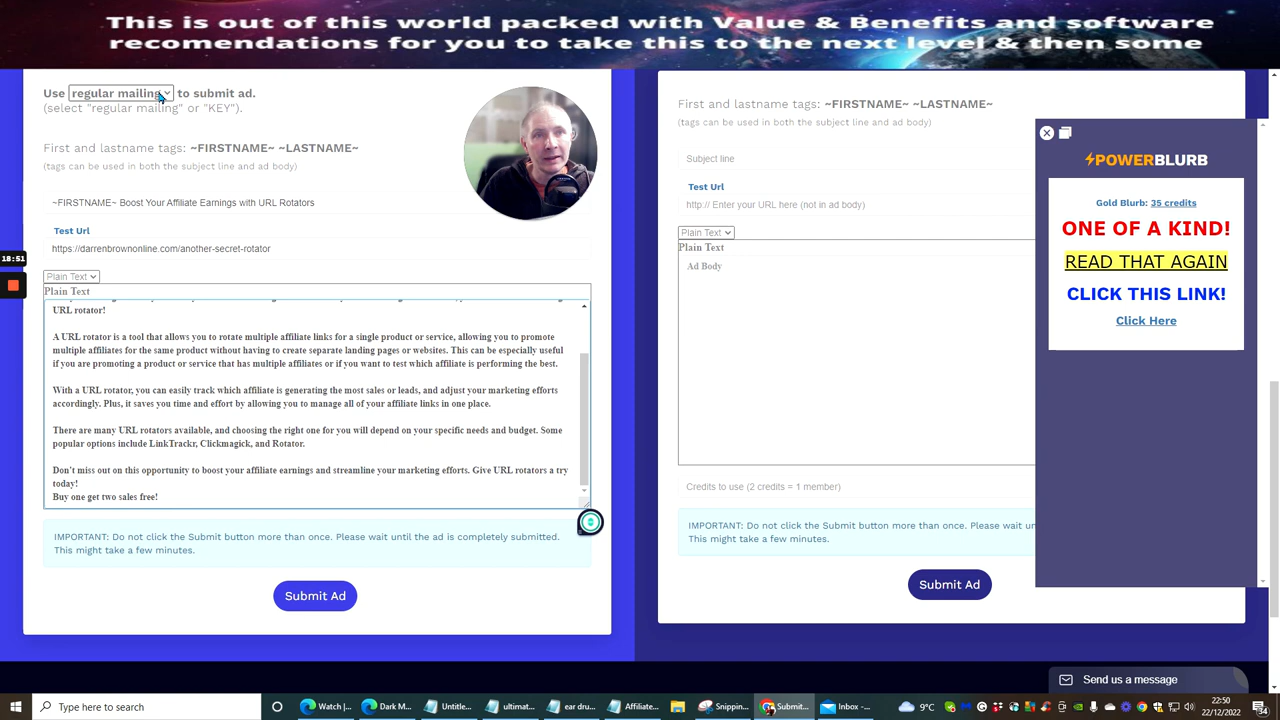 This is out of this world packed with Value & Benefits and software
recomendations for you to take this to the next level & then some
Use regular mailing to submit ad.
(select "regular mailing" or "KEY").
First and lastname tags: ~FIRSTNAME~ ~LASTNAME~
(tags can be used in both the subject line and ad body)
~FIRSTNAME~ Boost Your Affiliate Earnings with URL Rotators
Test Url
https://darrenbrownonline.com/another-secret-rotator
Plain Text
Plain Text
URL rotator!
A URL rotator is a tool that allows you to rotate multiple affiliate links for a single product or service, allowing you to promote
multiple affiliates for the same product without having to create separate landing pages or websites. This can be especially useful
if you are promoting a product or service that has multiple affiliates or if you want to test which affiliate is performing the best.
With a URL rotator, you can easily track which affiliate is generating the most sales or leads, and adjust your marketing efforts
accordingly. Plus, it saves you time and effort by allowing you to manage all of your affiliate links in one place.
There are many URL rotators available, and choosing the right one for you will depend on your specific needs and budget. Some
popular options include LinkTrackr, Clickmagick, and Rotator.
Don't miss out on this opportunity to boost your affiliate earnings and streamline your marketing efforts. Give URL rotators a try
today!
Buy one get two sales free!
IMPORTANT: Do not click the Submit button more than once. Please wait until the ad is completely submitted.
This might take a few minutes.
Submit Ad
18:51
First and lastname tags: ~FIRSTNAME~ ~LASTNAME~
(tags can be used in both the subject line and ad body)
Subject line
Test Url
http:// Enter your URL here (not in ad body)
Plain Text
Plain Text
Ad Body
Credits to use (2 credits = 1 member)
IMPORTANT: Do not click the Submit button more than once. Please wait un
This might take a few minutes.
Submit Ad
POWERBLURB
Gold Blurb: 35 credits
ONE OF A KIND!
READ THAT AGAIN
CLICK THIS LINK!
Click Here
Send us a message
Type here to search
Watch |...
Dark M...
Untitle...
ultimat...
ear dru...
Affiliate...
Snippin...
Submit...
Inbox -...
9°C
22:50
22/12/2022